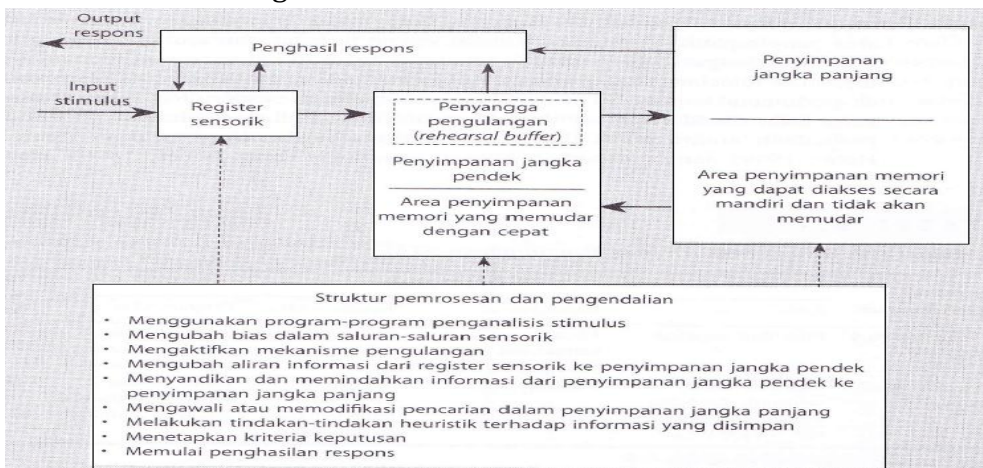 Output
respons
Penghasil respons
Input
stimulus
Register
sensorik
Penyangga
pengulangan
(rehearsal buffer)
Penyimpanan jangka
pendek
Area penyimpanan
memori yang memudar
dengan cepat
Penyimpanan
jangka panjang
Area penyimpanan memori
yang dapat diakses secara
mandiri dan tidak akan
memudar
Struktur pemrosesan dan pengendalian
• Menggunakan program-program penganalisis stimulus
• Mengubah bias dalam saluran-saluran sensorik
• Mengaktifkan mekanisme pengulangan
• Mengubah aliran informasi dari register sensorik ke penyimpanan jangka pendek
• Menyandikan dan memindahkan informasi dari penyimpanan jangka pendek ke
penyimpanan jangka panjang
• Mengawali atau memodifikasi pencarian dalam penyimpanan jangka panjang
• Melakukan tindakan-tindakan heuristik terhadap informasi yang disimpan
• Menetapkan kriteria keputusan
• Memulai penghasilan respons